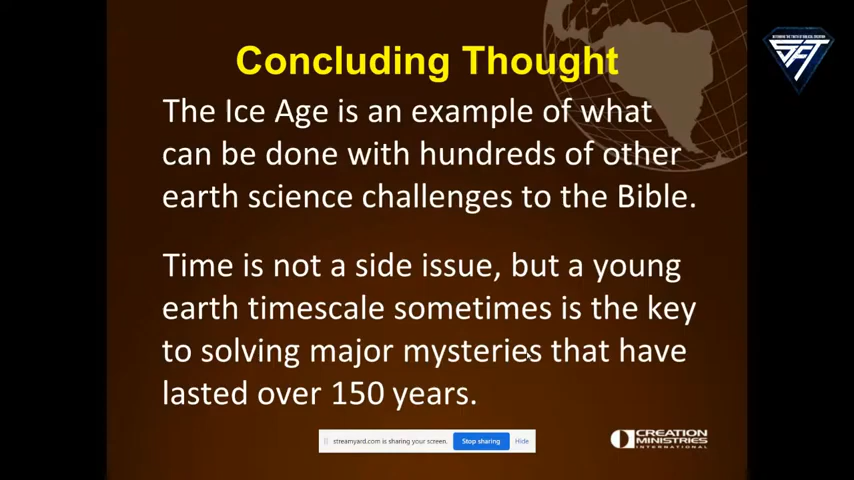 Concluding Thought
The Ice Age is an example of what
can be done with hundreds of other
earth science challenges to the Bible.
Time is not a side issue, but a young
earth timescale sometimes is the key
to solving major mysteries that have
lasted over 150 years.
streamyard.com is sharing your screen. Stop sharing Hide
CREATION
MINISTRIES
INTERNATIONAL
SFT